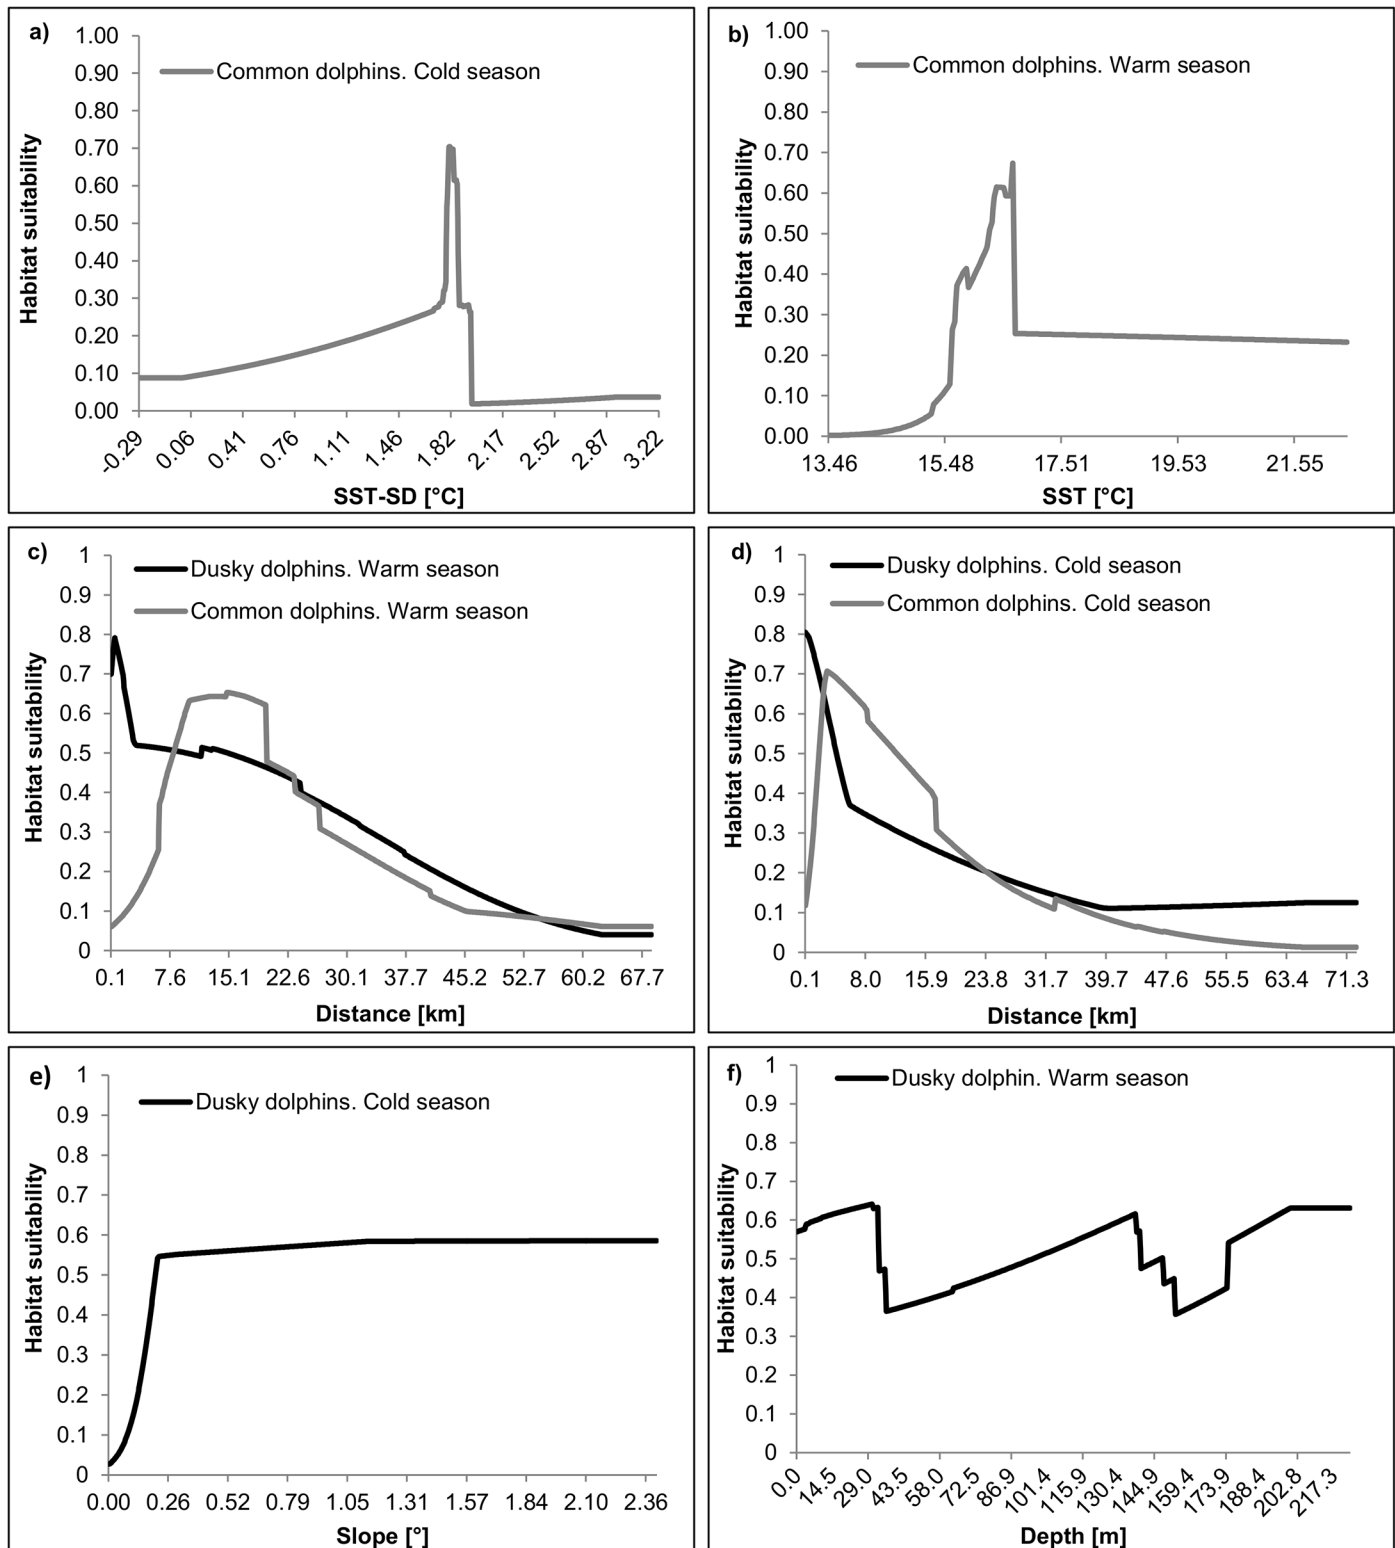 a)
1.00
0.90
0.80
0.70
0.60
0.50
0.40
0.30
0.20
0.10
0.00
Habitat suitability
Common dolphins. Cold season
-0.29 0.06 0.41 0.76 1.11 1.46 1.82 2.17 2.52 2.87 3.22
SST-SD [°C]
b)
1.00
0.90
0.80
0.70
0.60
0.50
0.40
0.30
0.20
0.10
0.00
Habitat suitability
Common dolphins. Warm season
13.46 15.48 17.51 19.53 21.55
SST [°C]
c)
1
0.9
0.8
0.7
0.6
0.5
0.4
0.3
0.2
0.1
0
Habitat suitability
Dusky dolphins. Warm season
Common dolphins. Warm season
0.1 7.6 15.1 22.6 30.1 37.7 45.2 52.7 60.2 67.7
Distance [km]
d)
1
0.9
0.8
0.7
0.6
0.5
0.4
0.3
0.2
0.1
0
Habitat suitability
Dusky dolphins. Cold season
Common dolphins. Cold season
0.1 8.0 15.9 23.8 31.7 39.7 47.6 55.5 63.4 71.3
Distance [km]
e)
1
0.9
0.8
0.7
0.6
0.5
0.4
0.3
0.2
0.1
0
Habitat suitability
Dusky dolphins. Cold season
0.00 0.26 0.52 0.79 1.05 1.31 1.57 1.84 2.10 2.36
Slope [°]
f)
1
0.9
0.8
0.7
0.6
0.5
0.4
0.3
0.2
0.1
0
Habitat suitability
Dusky dolphin. Warm season
0.0 14.5 29.0 43.5 58.0 72.5 86.9 101.4 115.9 130.4 144.9 159.4 173.9 188.4 202.8 217.3
Depth [m]